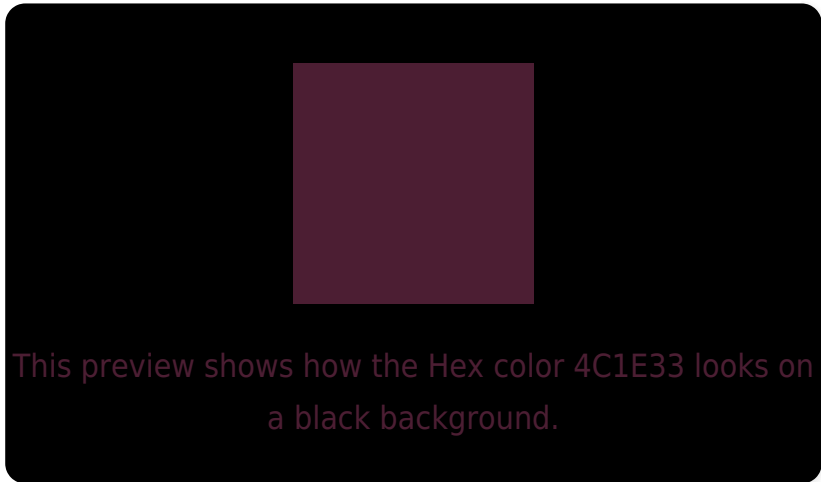 This preview shows how the Hex color 4C1E33 looks on
a black background.